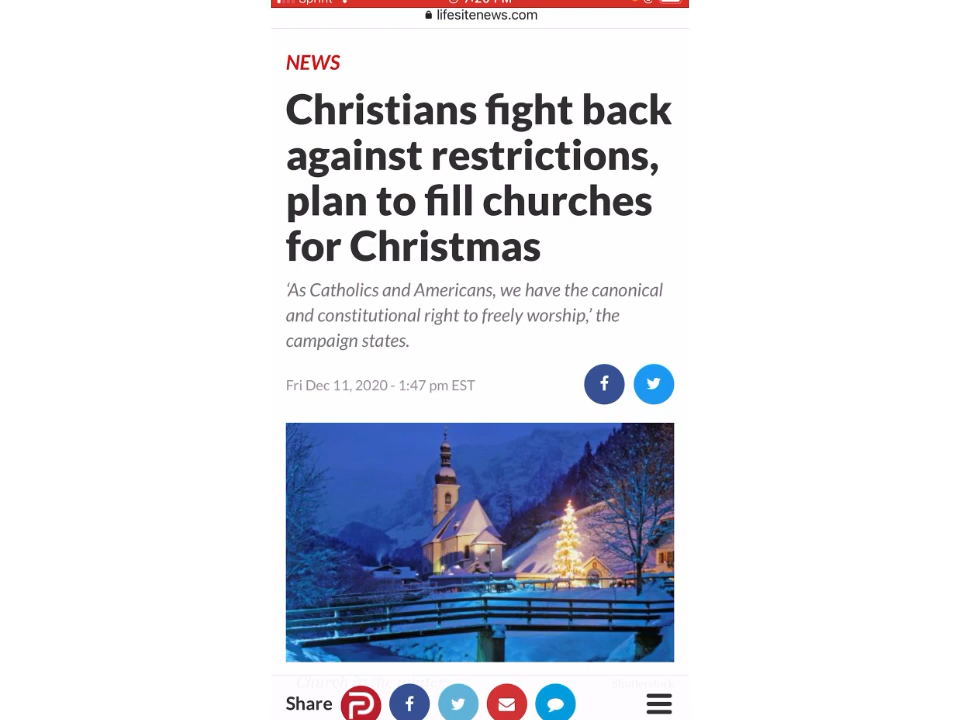 Sprint
lifesitenews.com
NEWS
Christians fight back
against restrictions,
plan to fill churches
for Christmas
‘As Catholics and Americans, we have the canonical
and constitutional right to freely worship,’ the
campaign states.
Fri Dec 11, 2020 - 1:47 pm EST
Share